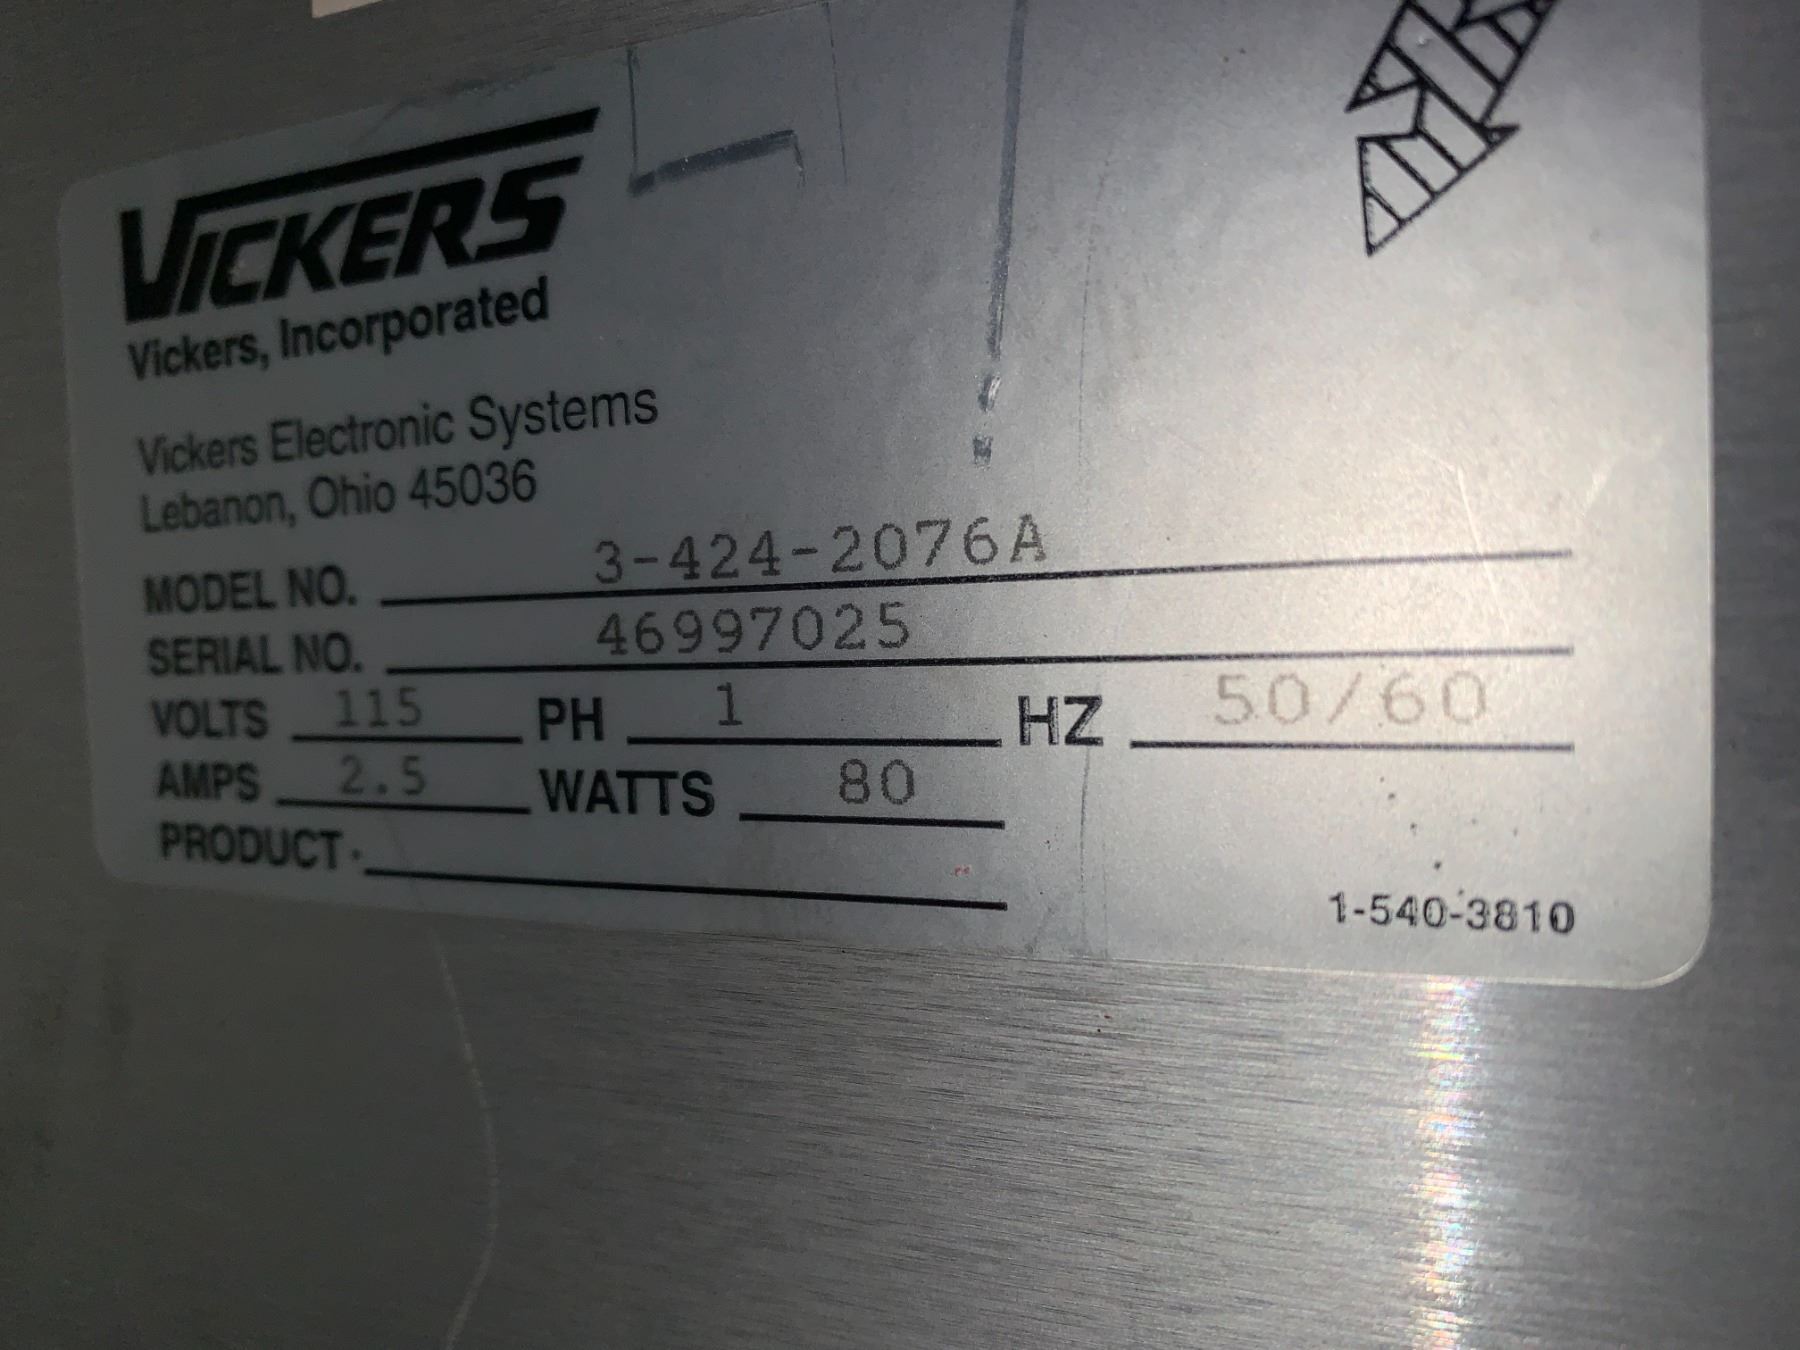 VICKERS
Vickers, Incorporated
Vickers Electronic Systems
Lebanon, Ohio 45036
MODEL NO. 3-424-2076A
SERIAL NO. 46997025
VOLTS 115 PH 1 HZ 50/60
AMPS 2.5 WATTS 80
PRODUCT
1-540-3810